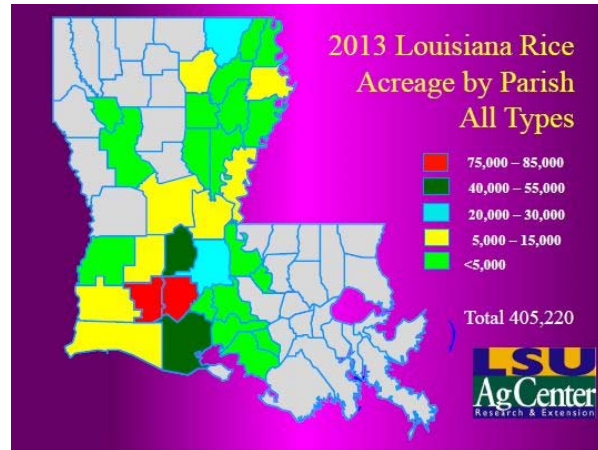 2013 Louisiana Rice
Acreage by Parish
All Types
75,000 – 85,000
40,000 – 55,000
20,000 – 30,000
5,000 – 15,000
<5,000
Total 405,220
LSU
AgCenter
Research & Extension